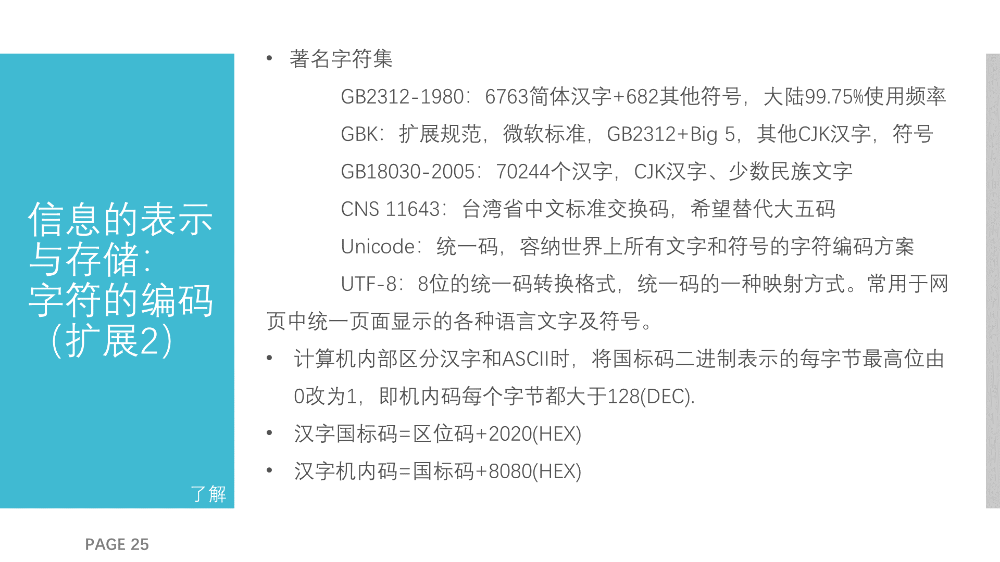 信息的表示
与存储：
字符的编码
（扩展2）
了解
• 著名字符集
GB2312-1980：6763简体汉字+682其他符号，大陆99.75%使用频率
GBK：扩展规范，微软标准，GB2312+Big 5，其他CJK汉字，符号
GB18030-2005：70244个汉字，CJK汉字、少数民族文字
CNS 11643：台湾省中文标准交换码，希望替代大五码
Unicode：统一码，容纳世界上所有文字和符号的字符编码方案
UTF-8：8位的统一码转换格式，统一码的一种映射方式。常用于网
页中统一页面显示的各种语言文字及符号。
• 计算机内部区分汉字和ASCII时，将国标码二进制表示的每字节最高位由
0改为1，即机内码每个字节都大于128(DEC).
• 汉字国标码=区位码+2020(HEX)
• 汉字机内码=国标码+8080(HEX)
PAGE 25